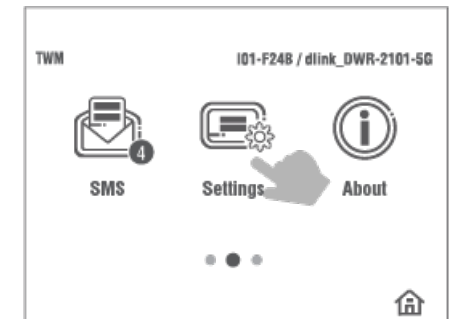 TWM
I01-F24B / dlink_DWR-2101-5G
4
SMS
Settings
About